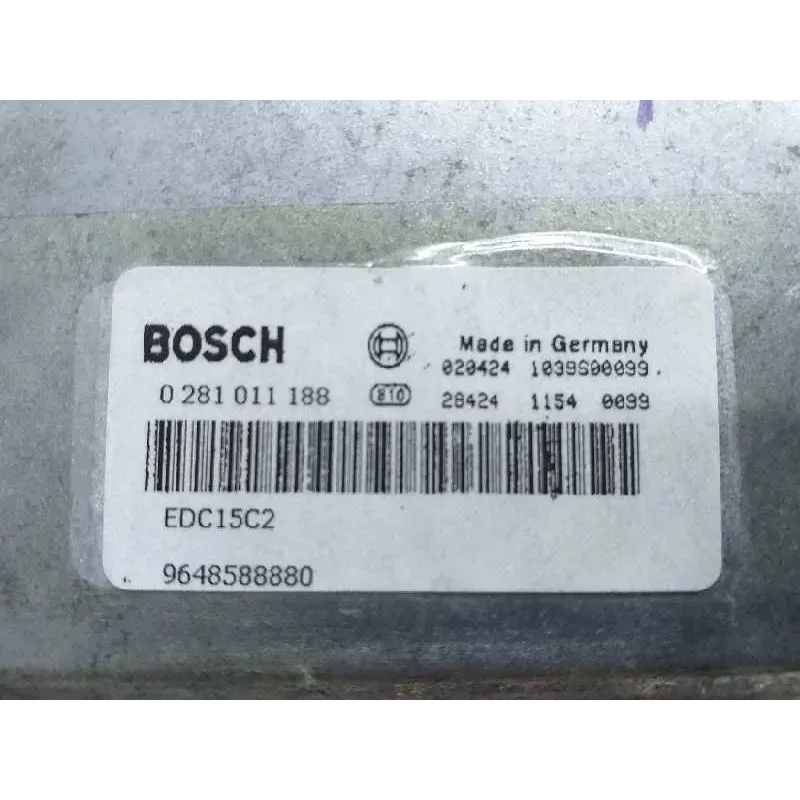 BOSCH
Made in Germany
020424 1039S00099
0 281 011 188
810
28424 1154 0099
EDC15C2
9648588880